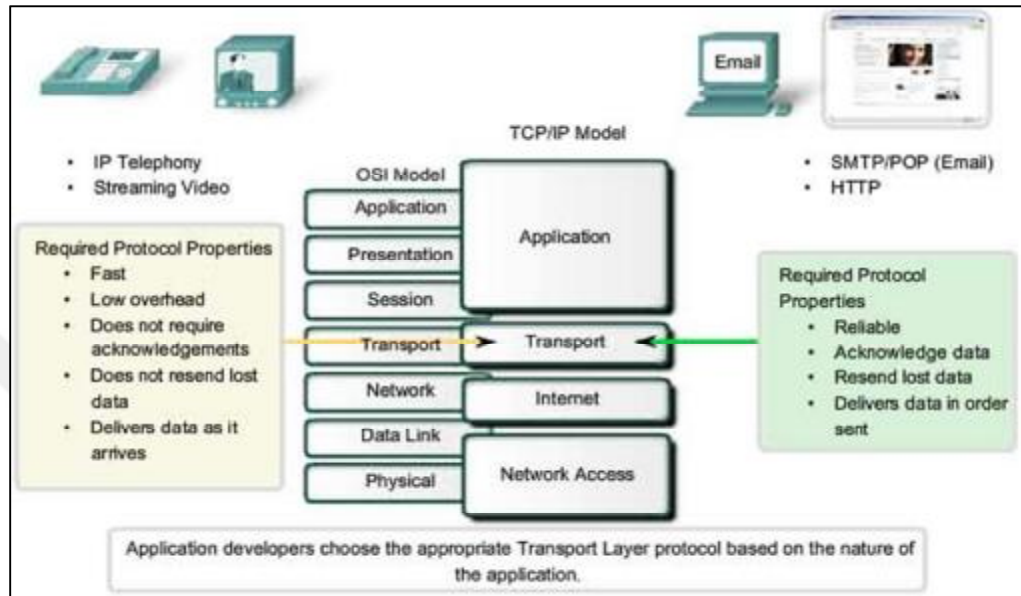 Email
TCP/IP Model
• IP Telephony
• Streaming Video
OSI Model
• SMTP/POP (Email)
• HTTP
Application
Presentation
Session
Transport
Network
Data Link
Physical
Application
Transport
Internet
Network Access
Required Protocol Properties
• Fast
• Low overhead
• Does not require
acknowledgements
• Does not resend lost
data
• Delivers data as it
arrives
Required Protocol
Properties
• Reliable
• Acknowledge data
• Resend lost data
• Delivers data in order
sent
Application developers choose the appropriate Transport Layer protocol based on the nature of
the application.